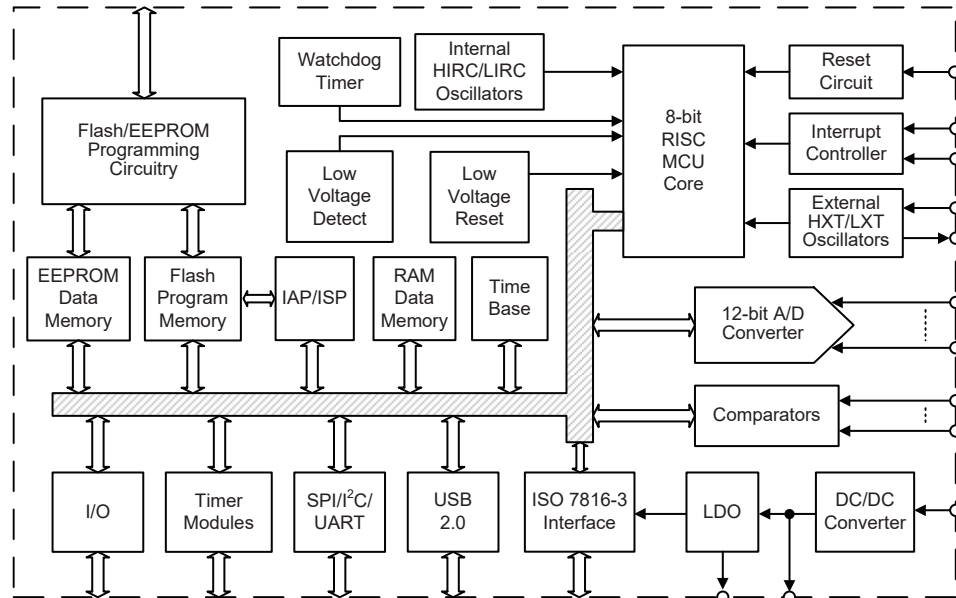 Watchdog
Timer
Internal
HIRC/LIRC
Oscillators
8-bit
RISC
MCU
Core
Reset
Circuit
Flash/EEPROM
Programming
Circuitry
Interrupt
Controller
Low
Voltage
Detect
Low
Voltage
Reset
External
HXT/LXT
Oscillators
EEPROM
Data
Memory
Flash
Program
Memory
IAP/ISP
RAM
Data
Memory
Time
Base
12-bit A/D
Converter
Comparators
I/O
Timer
Modules
SPI/I²C/
UART
USB
2.0
ISO 7816-3
Interface
LDO
DC/DC
Converter